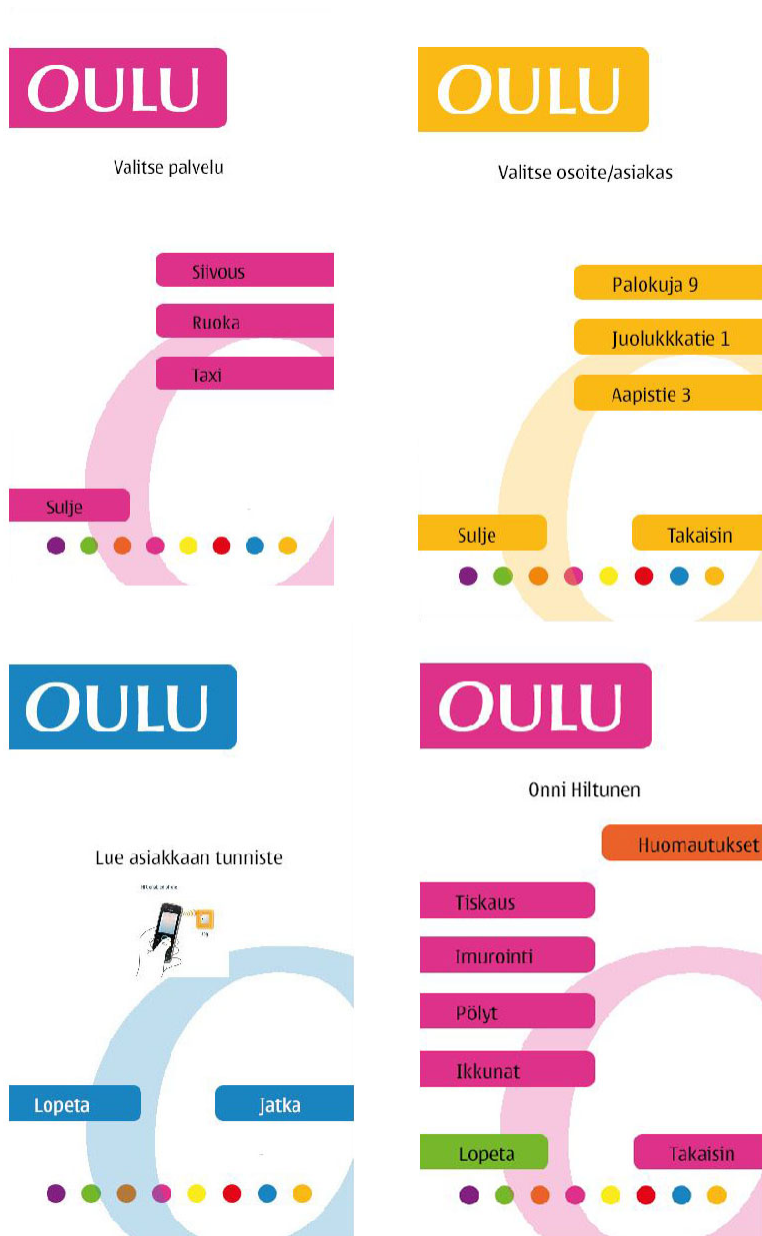 OULU
Valitse palvelu
Siivous
Ruoka
Taxi
Sulje
OULU
Valitse osoite/asiakas
Palokuja 9
Juolukkkatie 1
Aapistie 3
Sulje
Takaisin
OULU
Lue asiakkaan tunniste
Lopeta
Jatka
OULU
Onni Hiltunen
Huomautukset
Tiskaus
Imurointi
Pölyt
Ikkunat
Lopeta
Takaisin